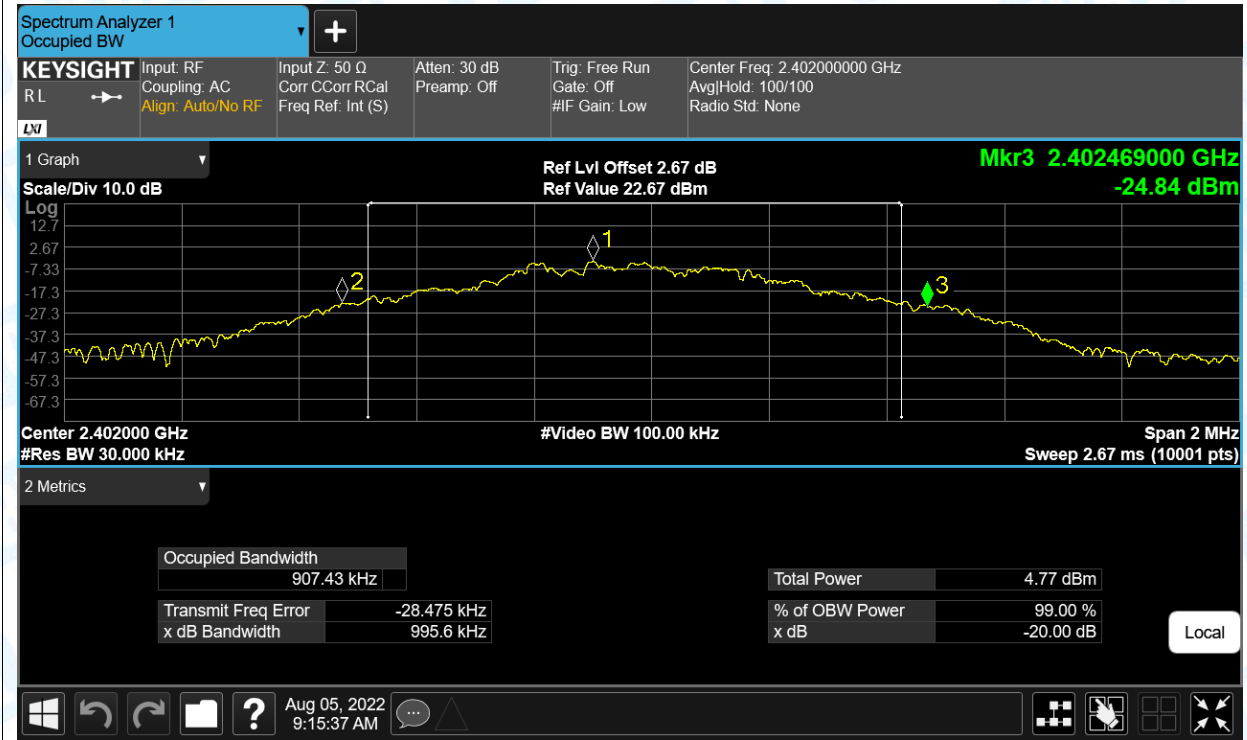 Spectrum Analyzer 1
Occupied BW
KEYSIGHT
R L
LXI
Input: RF
Coupling: AC
Align: Auto/No RF
Input Z: 50 Ω
Corr CCorr RCal
Freq Ref: Int (S)
Atten: 30 dB
Preamp: Off
Trig: Free Run
Gate: Off
#IF Gain: Low
Center Freq: 2.402000000 GHz
Avg|Hold: 100/100
Radio Std: None
1 Graph
Scale/Div 10.0 dB
Ref Lvl Offset 2.67 dB
Ref Value 22.67 dBm
Mkr3 2.402469000 GHz
-24.84 dBm
Log
12.7
2.67
-7.33
-17.3
-27.3
-37.3
-47.3
-57.3
-67.3
1
2
3
Center 2.402000 GHz
#Res BW 30.000 kHz
#Video BW 100.00 kHz
Span 2 MHz
Sweep 2.67 ms (10001 pts)
2 Metrics
Occupied Bandwidth
907.43 kHz
Transmit Freq Error -28.475 kHz
x dB Bandwidth 995.6 kHz
Total Power 4.77 dBm
% of OBW Power 99.00 %
x dB -20.00 dB
Local
?
Aug 05, 2022
9:15:37 AM